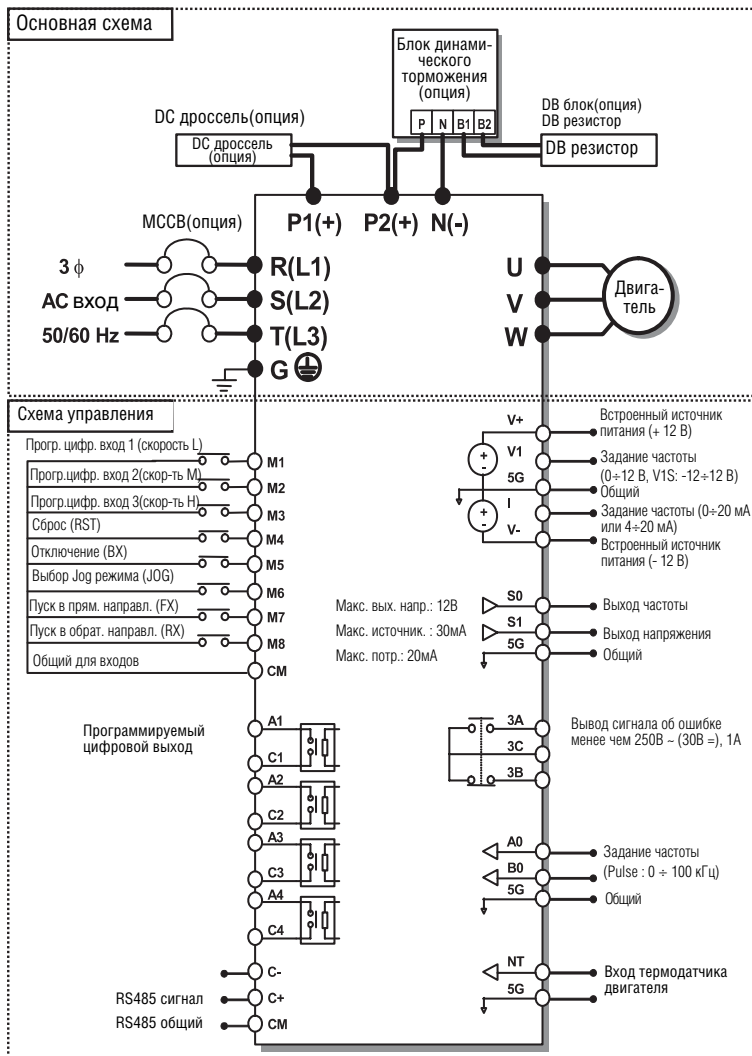 Основная схема
Блок динами-
ческого
торможения
(опция)
P N B1 B2
DC дроссель(опция)
DC дроссель
(опция)
DB блок(опция)
DB резистор
DB резистор
MCCB(опция)
P1(+) P2(+) N(-)
3 ϕ
R(L1)
U
AC вход
S(L2)
V
50/60 Hz
T(L3)
W
Двига-
тель
G
Схема управления
Прогр. цифр. вход 1 (скорость L)
M1
Прогр.цифр. вход 2(скор-ть M)
M2
Прогр.цифр. вход 3(скор-ть H)
M3
Сброс (RST)
M4
Отключение (BX)
M5
Выбор Jog режима (JOG)
M6
Пуск в прям. направл. (FX)
M7
Пуск в обрат. направл. (RX)
M8
Общий для входов
CM
V+
Встроенный источник
питания (+ 12 В)
+
-
V1
Задание частоты
(0÷12 В, V1S: -12÷12 В)
5G
Общий
+
-
I
Задание частоты (0÷20 мА
или 4÷20 мА)
V-
Встроенный источник
питания (- 12 В)
Макс. вых. напр.: 12В
S0
Выход частоты
Макс. источник. : 30мА
S1
Выход напряжения
Макс. потр.: 20мА
5G
Общий
Программируемый
цифровой выход
A1
C1
A2
C2
A3
C3
A4
C4
3A
3C
3B
Вывод сигнала об ошибке
менее чем 250В ~ (30В =), 1А
A0
Задание частоты
B0
(Pulse : 0 ÷ 100 кГц)
5G
Общий
C-
RS485 сигнал
C+
RS485 общий
CM
NT
Вход термодатчика
двигателя
5G